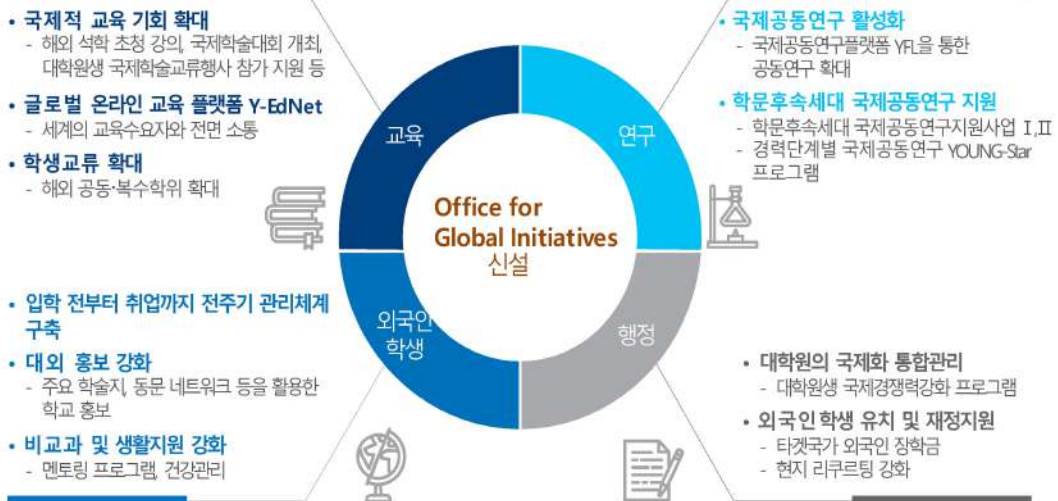 • 국제적 교육 기회 확대
- 해외 석학 초청 강의, 국제학술대회 개최,
대학원생 국제학술교류행사 참가 지원 등
• 글로벌 온라인 교육 플랫폼 Y-EdNet
- 세계의 교육수요자와 전면 소통
• 학생교류 확대
- 해외 공동·복수학위 확대
• 국제공동연구 활성화
- 국제공동연구플랫폼 YFL을 통한
공동연구 확대
• 학문후속세대 국제공동연구 지원
- 학문후속세대 국제공동연구지원사업 Ⅰ,Ⅱ
- 경력단계별 국제공동연구 YOUNG-Star
프로그램
교육
연구
Office for
Global Initiatives
신설
외국인
학생
행정
• 입학 전부터 취업까지 전주기 관리체계
구축
• 대외 홍보 강화
- 주요 학술지, 동문 네트워크 등을 활용한
학교 홍보
• 비교과 및 생활지원 강화
- 멘토링 프로그램, 건강관리
• 대학원의 국제화 통합관리
- 대학원생 국제경쟁력강화 프로그램
• 외국인 학생 유치 및 재정지원
- 타겟국가 외국인 장학금
- 현지 리쿠르팅 강화